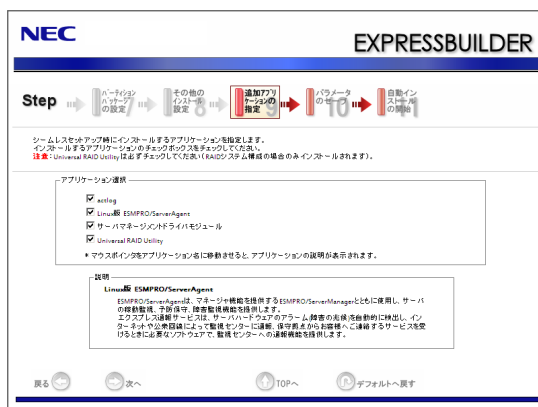 NEC
EXPRESSBUILDER
Step
パーティション
パッケージ
の設定 7
その他の
インストール
設定 8
追加アプリ
ケーションの
指定 9
パラメータ
のセーブ 10
自動イン
ストール
の開始 11
シームレスセットアップ時にインストールするアプリケーションを指定します。
インストールするアプリケーションのチェックボックスをチェックしてください。
注意：Universal RAID Utilityは必ずチェックしてください(RAIDシステム構成の場合のみインストールされます)。
アプリケーション選択
actlog
Linux版 ESMPRO/ServerAgent
サーバマネージメントドライバモジュール
Universal RAID Utility
* マウスポインタをアプリケーション名に移動させると、アプリケーションの説明が表示されます。
説明
Linux版 ESMPRO/ServerAgent
ESMPRO/ServerAgentは、マネージャ機能を提供するESMPRO/ServerManagerとともに使用し、サーバ
の稼動監視、予防保守、障害監視機能を提供します。
エクスプレス通報サービスは、サーバハードウェアのアラーム(障害の兆候)を自動的に検出し、イン
ターネットや公衆回線によって監視センターに通報、保守拠点からお客様へご連絡するサービスを受
けるときに必要なソフトウェアで、監視センターへの通報機能を提供します。
戻る
次へ
TOPへ
デフォルトへ戻す